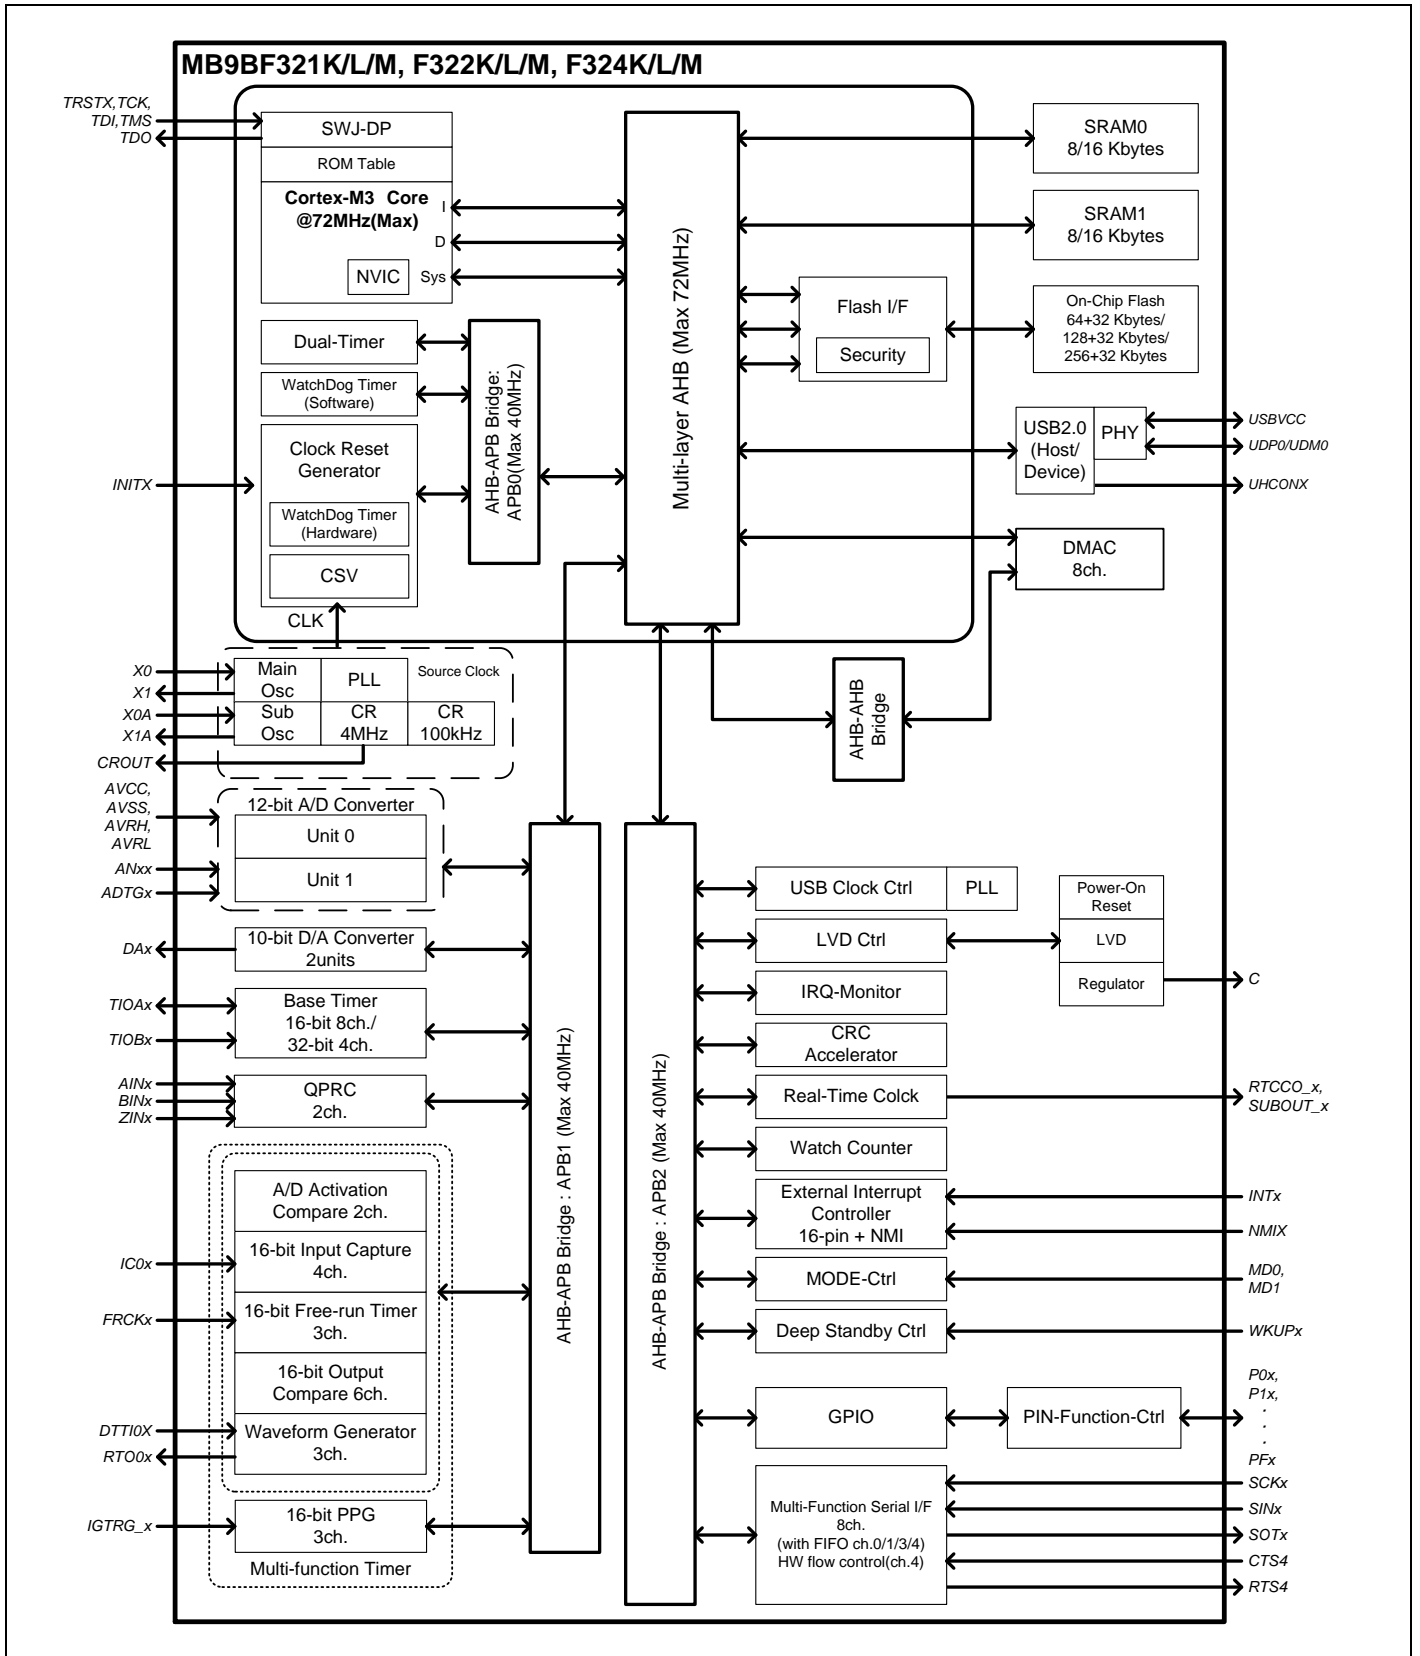 MB9BF321K/L/M, F322K/L/M, F324K/L/M
TRSTX,TCK,
TDI,TMS
TDO
SWJ-DP
ROM Table
Cortex-M3 Core
@72MHz(Max)
I
D
Sys
NVIC
Dual-Timer
WatchDog Timer
(Software)
Clock Reset
Generator
INITX
WatchDog Timer
(Hardware)
CSV
CLK
AHB-APB Bridge:
APB0(Max 40MHz)
Multi-layer AHB (Max 72MHz)
SRAM0
8/16 Kbytes
SRAM1
8/16 Kbytes
Flash I/F
Security
On-Chip Flash
64+32 Kbytes/
128+32 Kbytes/
256+32 Kbytes
USB2.0
(Host/
Device)
PHY
USBVCC
UDP0/UDM0
UHCONX
DMAC
8ch.
AHB-AHB
Bridge
X0
X1
X0A
X1A
CROUT
Main
Osc
PLL
Source Clock
Sub
Osc
CR
4MHz
CR
100kHz
AVCC,
AVSS,
AVRH,
AVRL
ANxx
ADTGx
12-bit A/D Converter
Unit 0
Unit 1
DAx
10-bit D/A Converter
2units
TIOAx
TIOBx
Base Timer
16-bit 8ch./
32-bit 4ch.
AINx
BINx
ZINx
QPRC
2ch.
A/D Activation
Compare 2ch.
IC0x
16-bit Input Capture
4ch.
FRCKx
16-bit Free-run Timer
3ch.
16-bit Output
Compare 6ch.
DTTI0X
RTO0x
Waveform Generator
3ch.
IGTRG_x
16-bit PPG
3ch.
Multi-function Timer
AHB-APB Bridge : APB1 (Max 40MHz)
AHB-APB Bridge : APB2 (Max 40MHz)
USB Clock Ctrl
PLL
LVD Ctrl
Power-On
Reset
LVD
Regulator
C
IRQ-Monitor
CRC
Accelerator
Real-Time Colck
RTCCO_x,
SUBOUT_x
Watch Counter
External Interrupt
Controller
16-pin + NMI
INTx
NMIX
MODE-Ctrl
MD0,
MD1
Deep Standby Ctrl
WKUPx
GPIO
PIN-Function-Ctrl
P0x,
P1x,
.
.
.
PFx
Multi-Function Serial I/F
8ch.
(with FIFO ch.0/1/3/4)
HW flow control(ch.4)
SCKx
SINx
SOTx
CTS4
RTS4